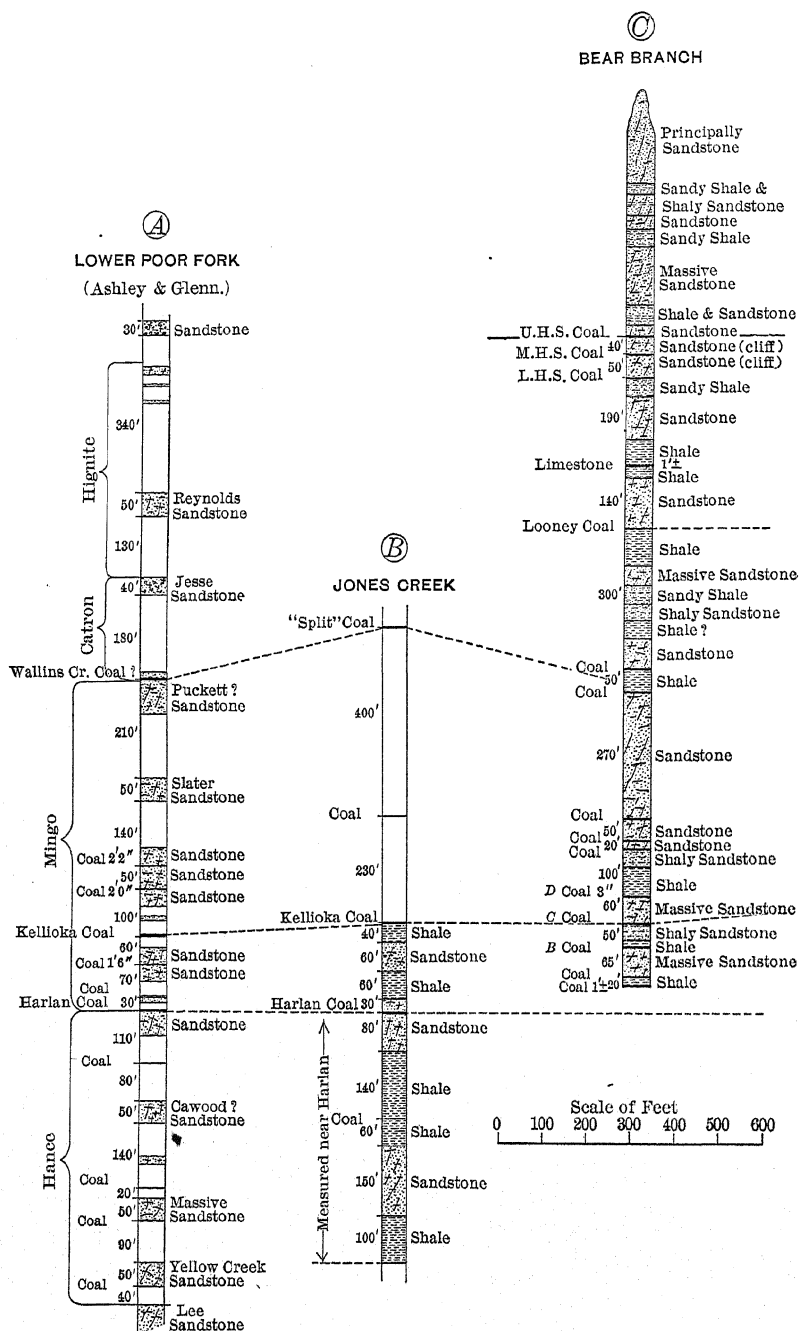 C
BEAR BRANCH
Principally
Sandstone
Sandy Shale &
Shaly Sandstone
Sandstone
Sandy Shale
Massive
Sandstone
Shale & Sandstone
U.H.S. Coal
Sandstone
40'
Sandstone (cliff)
M.H.S. Coal
50'
Sandstone (cliff)
L.H.S. Coal
Sandy Shale
190'
Sandstone
Shale
Limestone
1'±
Shale
140'
Sandstone
Looney Coal
Shale
Massive Sandstone
300'
Sandy Shale
Shaly Sandstone
Shale ?
Sandstone
Coal
50'
Shale
Coal
270'
Sandstone
Coal
50'
Sandstone
Coal
20'
Sandstone
Coal
Shaly Sandstone
100'
Shale
D Coal 3"
60'
Massive Sandstone
C Coal
50'
Shaly Sandstone
B Coal
Shale
65'
Massive Sandstone
Coal
Coal 1'± 20'
Shale
A
LOWER POOR FORK
(Ashley & Glenn.)
30'
Sandstone
Hignite
340'
50'
Reynolds
Sandstone
130'
Catron
40'
Jesse
Sandstone
180'
Wallins Cr. Coal ?
Mingo
Puckett ?
Sandstone
210'
50'
Slater
Sandstone
140'
Coal 2'2"
Sandstone
50'
Sandstone
Coal 2'0"
Sandstone
100'
Kellioka Coal
60'
Sandstone
Coal 1'6"
Sandstone
70'
Coal
30'
Harlan Coal
Hance
Sandstone
110'
Coal
80'
50'
Cawood ?
Sandstone
140'
Coal
20'
50'
Massive
Sandstone
Coal
90'
50'
Yellow Creek
Sandstone
Coal
40'
Lee
Sandstone
B
JONES CREEK
"Split" Coal
400'
Coal
230'
Kellioka Coal
40'
Shale
60'
Sandstone
60'
Shale
Harlan Coal 30'
80'
Sandstone
Measured near Harlan
140'
Shale
Coal
60'
Shale
150'
Sandstone
100'
Shale
Scale of Feet
0 100 200 300 400 500 600